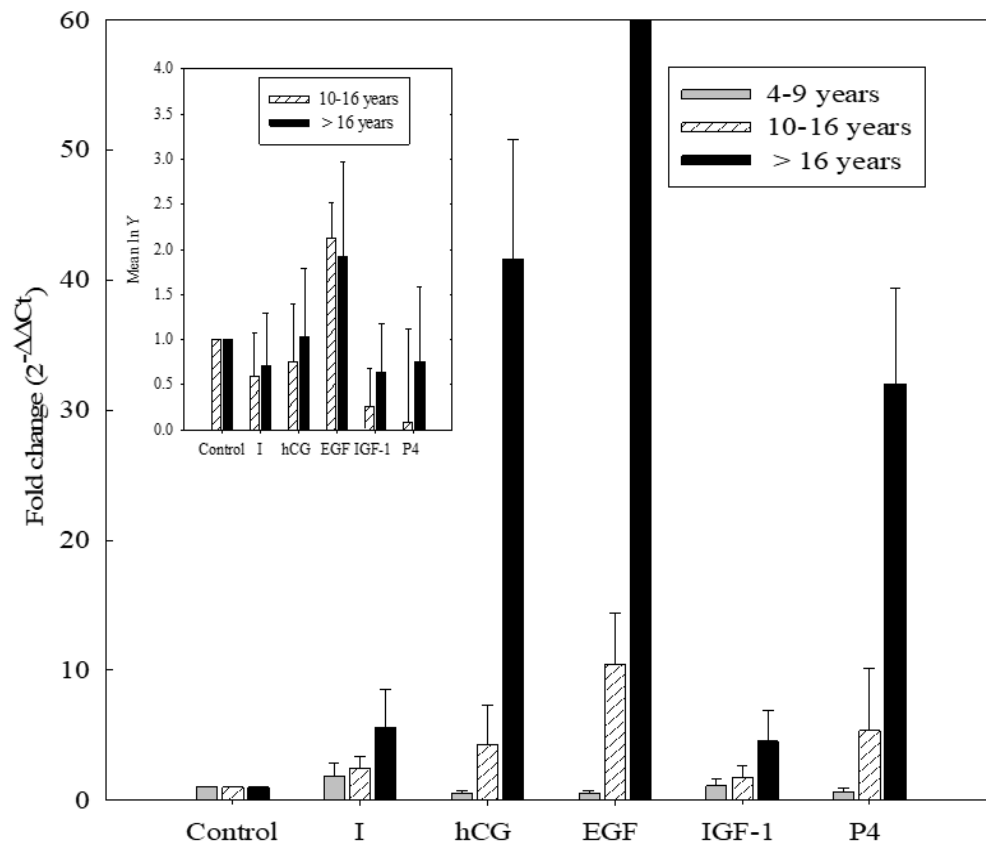 60
50
40
30
20
10
0
Fold change (2^-ΔΔCt)
4-9 years
10-16 years
> 16 years
4.0
3.5
3.0
2.5
2.0
1.5
1.0
0.5
0.0
Mean ln Y
10-16 years
> 16 years
Control I hCG EGF IGF-1 P4
Control I hCG EGF IGF-1 P4